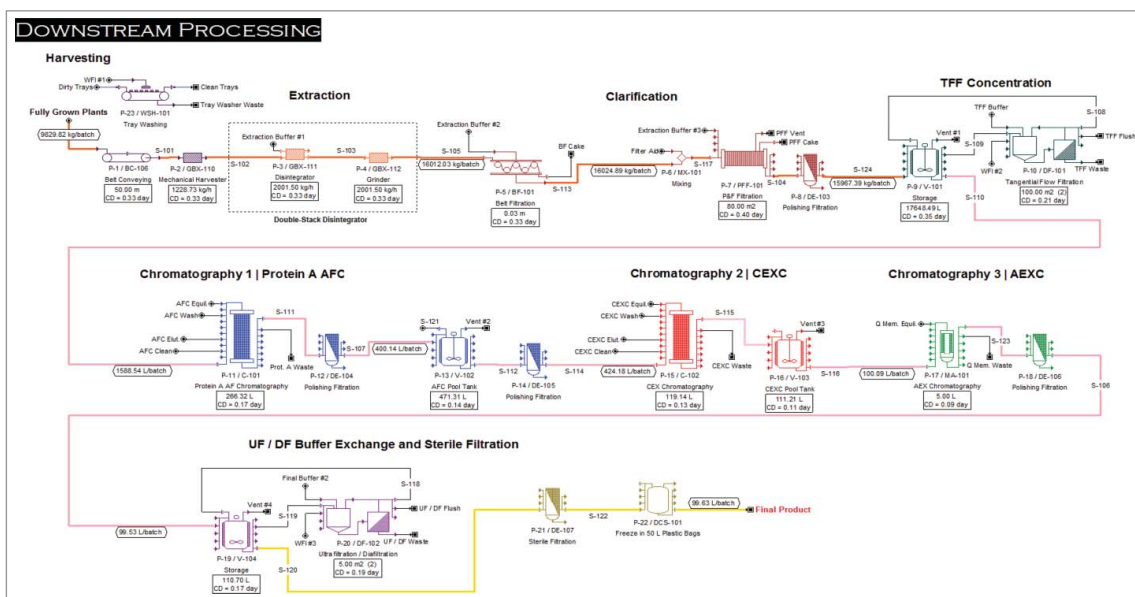 DOWNSTREAM PROCESSING
Harvesting
WFI #1
Dirty Trays
Clean Trays
Tray Washer Waste
P-23 / WSH-101
Tray Washing
Fully Grown Plants
9829.82 kg/batch
S-101
P-1 / BC-106
Belt Conveying
50.00 m
CD = 0.33 day
P-2 / GBX-110
Mechanical Harvester
1228.73 kg/h
CD = 0.33 day
S-102
Extraction
Extraction Buffer #1
S-103
P-3 / GBX-111
Disintegrator
2001.50 kg/h
CD = 0.33 day
P-4 / GBX-112
Grinder
2001.50 kg/h
CD = 0.33 day
Double-Stack Disintegrator
S-105
16012.03 kg/batch
Extraction Buffer #2
BF Cake
P-5 / BF-101
Belt Filtration
0.03 m
CD = 0.33 day
S-113
Clarification
16024.89 kg/batch
Extraction Buffer #3
Filter Aid
P-6 / MX-101
Mixing
S-117
PFF Vent
PFF Cake
P-7 / PFF-101
P&F Filtration
80.00 m2
CD = 0.40 day
S-104
P-8 / DE-103
Polishing Filtration
S-124
15967.39 kg/batch
TFF Concentration
TFF Buffer
S-108
Vent #1
S-109
TFF Flush
WFI #2
TFF Waste
P-9 / V-101
Storage
17648.49 L
CD = 0.35 day
P-10 / DF-101
Tangential Flow Filtration
100.00 m2 (2)
CD = 0.21 day
S-110
Chromatography 1 | Protein A AFC
AFC Equil.
AFC Wash
AFC Elut.
AFC Clean
1588.54 L/batch
S-111
Prot. A Waste
P-11 / C-101
Protein A AF Chromatography
266.32 L
CD = 0.17 day
S-107
P-12 / DE-104
Polishing Filtration
400.14 L/batch
S-121
Vent #2
P-13 / V-102
AFC Pool Tank
471.31 L
CD = 0.14 day
S-112
P-14 / DE-105
Polishing Filtration
S-114
Chromatography 2 | CEXC
CEXC Equil.
CEXC Wash
CEXC Elut.
CEXC Clean
424.18 L/batch
S-115
CEXC Waste
P-15 / C-102
CEX Chromatography
119.14 L
CD = 0.13 day
Vent #3
P-16 / V-103
CEXC Pool Tank
111.21 L
CD = 0.11 day
S-116
Chromatography 3 | AEXC
Q Mem. Equil.
100.09 L/batch
S-123
Q Mem. Waste
P-17 / MA-101
AEX Chromatography
5.00 L
CD = 0.09 day
P-18 / DE-106
Polishing Filtration
S-106
UF / DF Buffer Exchange and Sterile Filtration
Final Buffer #2
S-118
Vent #4
S-119
UF / DF Flush
WFI #3
UF / DF Waste
99.53 L/batch
P-19 / V-104
Storage
110.70 L
CD = 0.17 day
P-20 / DF-102
Ultrafiltration / Diafiltration
5.00 m2 (2)
CD = 0.19 day
S-120
P-21 / DE-107
Sterile Filtration
S-122
P-22 / DCS-101
Freeze in 50 L Plastic Bags
99.63 L/batch
Final Product